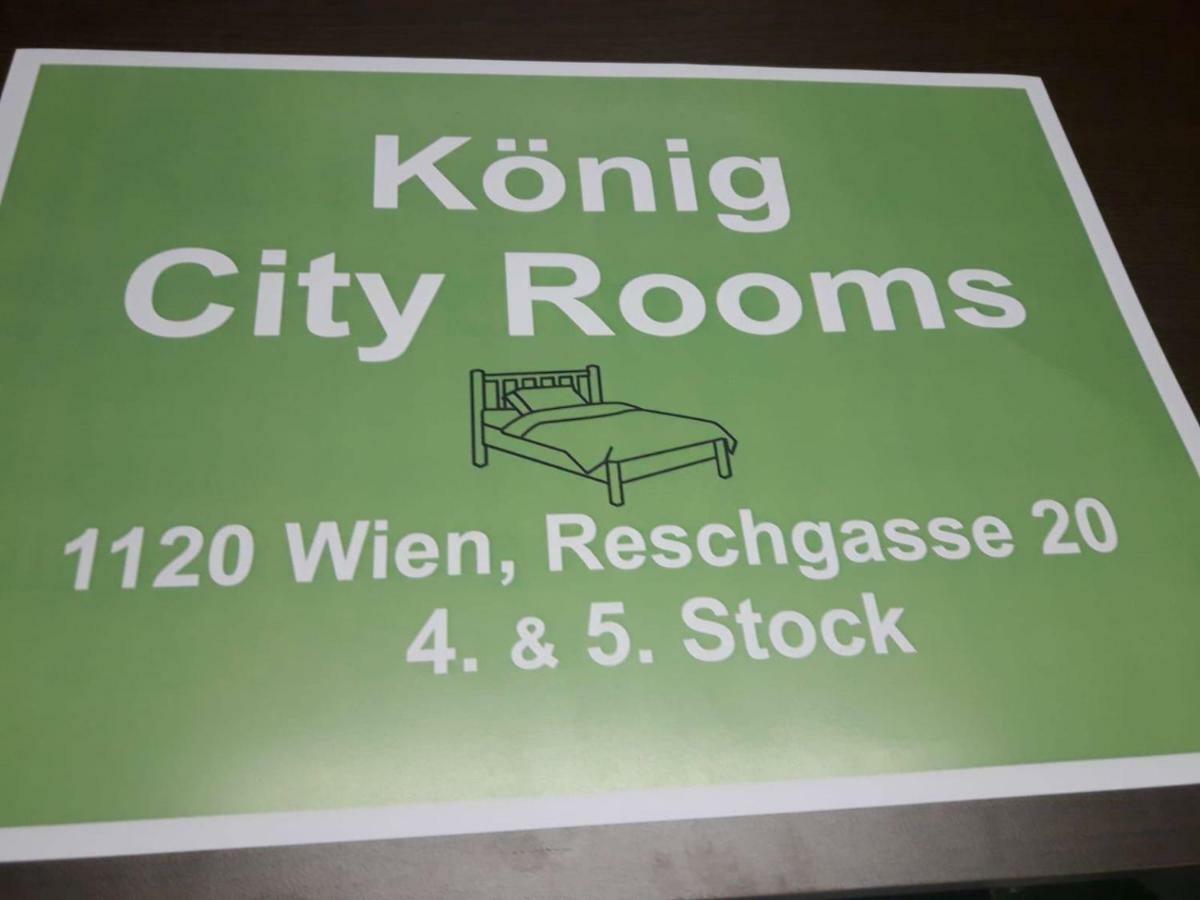 König
City Rooms
1120 Wien, Reschgasse 20
4. & 5. Stock